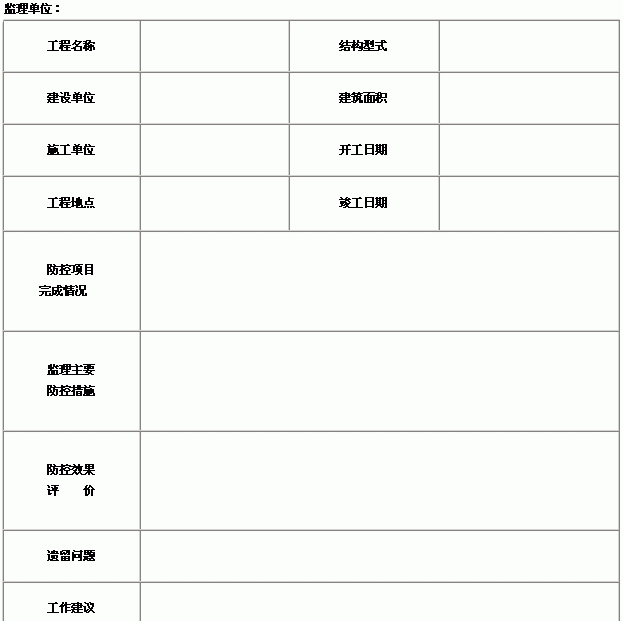 监理单位：
工程名称 结构型式
建设单位 建筑面积
施工单位 开工日期
工程地点 竣工日期
防控项目
完成情况
监理主要
防控措施
防控效果
评 价
遗留问题
工作建议